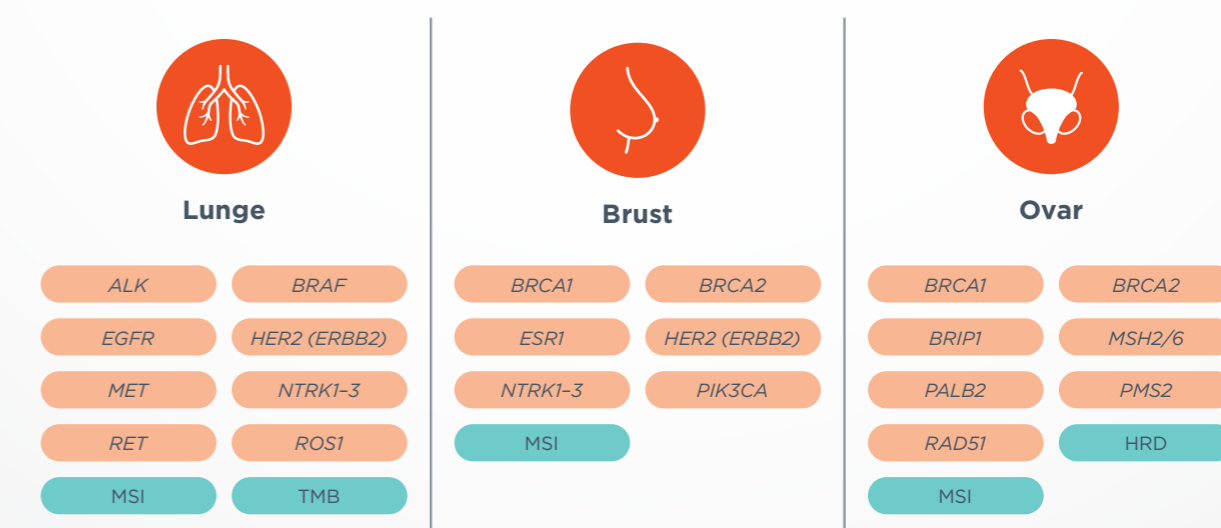 Lunge
ALK BRAF
EGFR HER2 (ERBB2)
MET NTRK1–3
RET ROS1
MSI TMB
Brust
BRCA1 BRCA2
ESR1 HER2 (ERBB2)
NTRK1–3 PIK3CA
MSI
Ovar
BRCA1 BRCA2
BRIP1 MSH2/6
PALB2 PMS2
RAD51 HRD
MSI